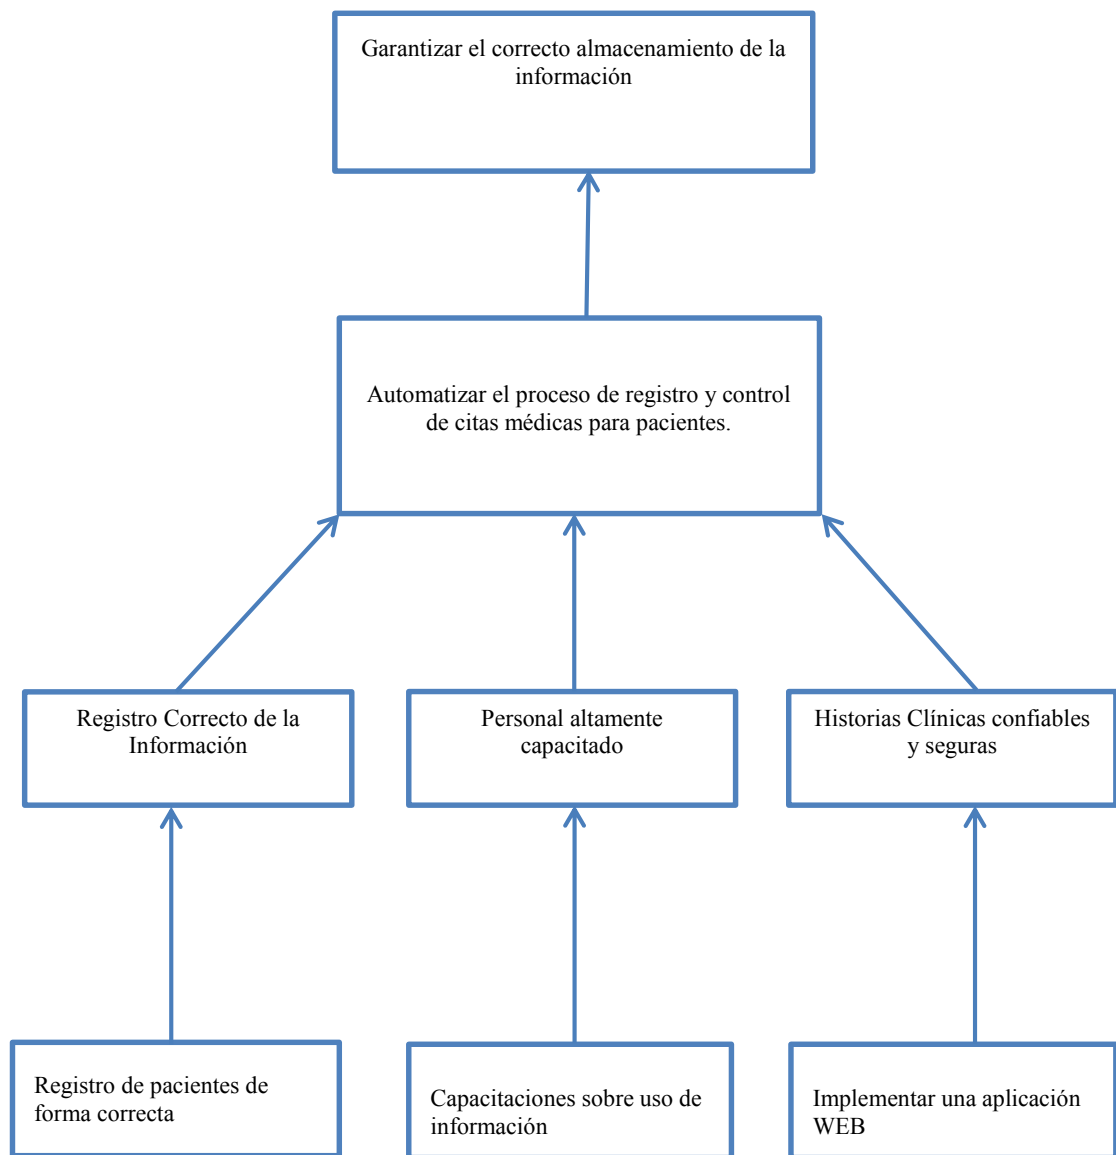 Garantizar el correcto almacenamiento de la
información
Automatizar el proceso de registro y control
de citas médicas para pacientes.
Registro Correcto de la
Información
Personal altamente
capacitado
Historias Clínicas confiables
y seguras
Registro de pacientes de
forma correcta
Capacitaciones sobre uso de
información
Implementar una aplicación
WEB